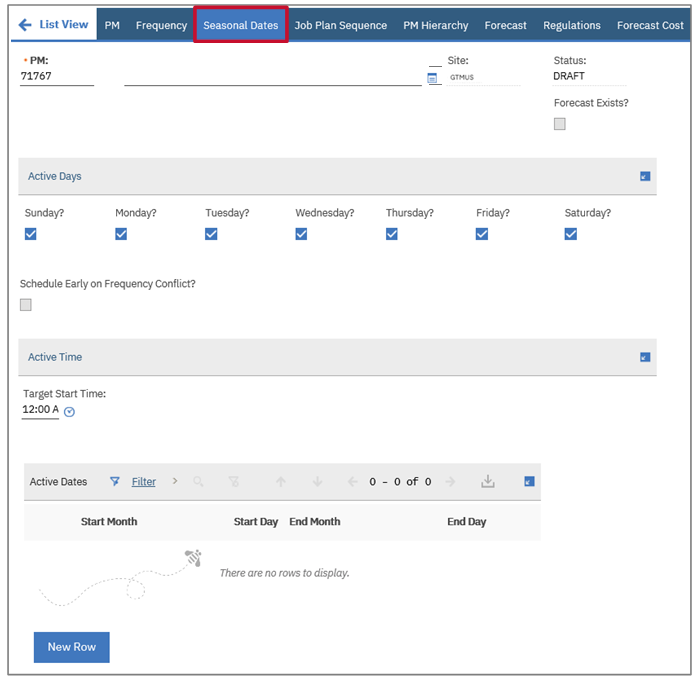 List View PM Frequency Seasonal Dates Job Plan Sequence PM Hierarchy Forecast Regulations Forecast Cost
PM: Site: Status:
71767 GTMUS DRAFT
Forecast Exists?
Active Days
Sunday? Monday? Tuesday? Wednesday? Thursday? Friday? Saturday?
Schedule Early on Frequency Conflict?
Active Time
Target Start Time:
12:00 A
Active Dates Filter 0 - 0 of 0
Start Month Start Day End Month End Day
There are no rows to display.
New Row